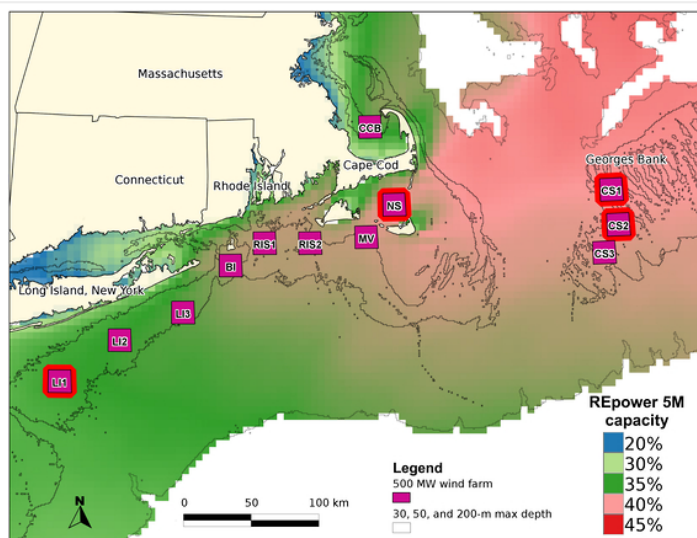 Massachusetts
CCB
Cape Cod
Georges Bank
Connecticut
Rhode Island
CS1
NS
CS2
RIS1
RIS2
MV
CS3
BI
Long Island, New York
LI3
LI2
LI1
REpower 5M
capacity
20%
30%
35%
40%
45%
Legend
500 MW wind farm
30, 50, and 200-m max depth
N
0 50 100 km